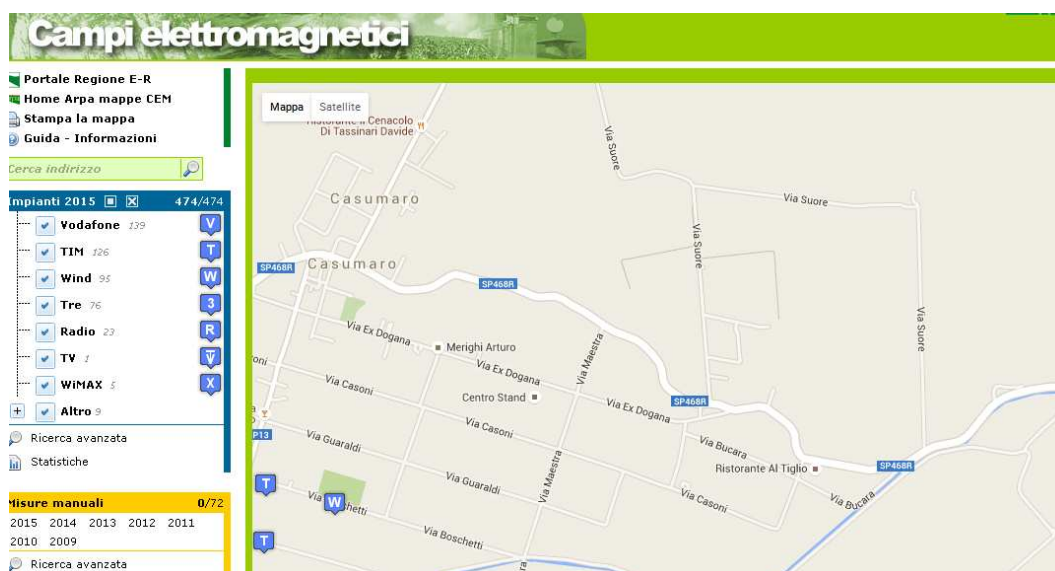 Campi elettromagnetici
Portale Regione E-R
Home Arpa mappe CEM
Stampa la mappa
Guida - Informazioni
Cerca indirizzo
Impianti 2015 474/474
Vodafone 139 V
TIM 126 T
Wind 95 W
Tre 76 3
Radio 23 R
TV 1 V
WiMAX 5 X
+ Altro 9
Ricerca avanzata
Statistiche
Misure manuali 0/72
2015 2014 2013 2012 2011
2010 2009
Ricerca avanzata
Mappa Satellite
Ristorante Il Cenacolo
Di Tassinari Davide
Via Suore
Via Suore
Casumaro
Via Suore
Casumaro
SP468R
SP468R
Via Suore
Via Ex Dogana
Merighi Arturo
Via Maestra
Via Ex Dogana
Via Casoni
Centro Stand
Via Ex Dogana
SP468R
P13
Via Guaraldi
Via Casoni
Via Bucara
Ristorante Al Tiglio
SP468R
Via Maestra
Via Guaraldi
T
W
hetti
Via Casoni
Via Bucara
Via Boschetti
T